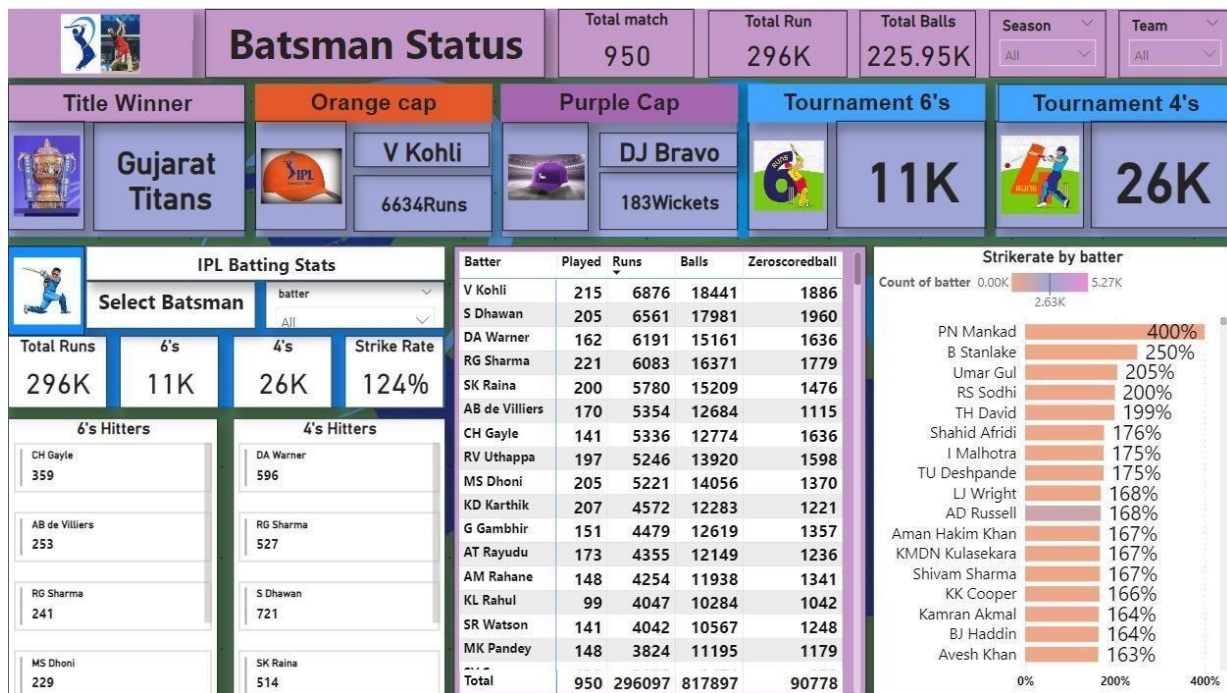 Batsman Status
Total match
950
Total Run
296K
Total Balls
225.95K
Season
All
Team
All
Title Winner
Gujarat
Titans
Orange cap
IPL
V Kohli
6634Runs
Purple Cap
DJ Bravo
183Wickets
Tournament 6's
RUNS
6
11K
Tournament 4's
4
RUNS
26K
IPL Batting Stats
Select Batsman
batter
All
Total Runs
296K
6's
11K
4's
26K
Strike Rate
124%
6's Hitters
CH Gayle
359
AB de Villiers
253
RG Sharma
241
MS Dhoni
229
4's Hitters
DA Warner
596
RG Sharma
527
S Dhawan
721
SK Raina
514
Batter Played Runs Balls Zeroscoredball
V Kohli 215 6876 18441 1886
S Dhawan 205 6561 17981 1960
DA Warner 162 6191 15161 1636
RG Sharma 221 6083 16371 1779
SK Raina 200 5780 15209 1476
AB de Villiers 170 5354 12684 1115
CH Gayle 141 5336 12774 1636
RV Uthappa 197 5246 13920 1598
MS Dhoni 205 5221 14056 1370
KD Karthik 207 4572 12283 1221
G Gambhir 151 4479 12619 1357
AT Rayudu 173 4355 12149 1236
AM Rahane 148 4254 11938 1341
KL Rahul 99 4047 10284 1042
SR Watson 141 4042 10567 1248
MK Pandey 148 3824 11195 1179
Total 950 296097 817897 90778
Strikerate by batter
Count of batter 0.00K 5.27K
2.63K
PN Mankad 400%
B Stanlake 250%
Umar Gul 205%
RS Sodhi 200%
TH David 199%
Shahid Afridi 176%
I Malhotra 175%
TU Deshpande 175%
LJ Wright 168%
AD Russell 168%
Aman Hakim Khan 167%
KMDN Kulasekara 167%
Shivam Sharma 167%
KK Cooper 166%
Kamran Akmal 164%
BJ Haddin 164%
Avesh Khan 163%
0% 200% 400%